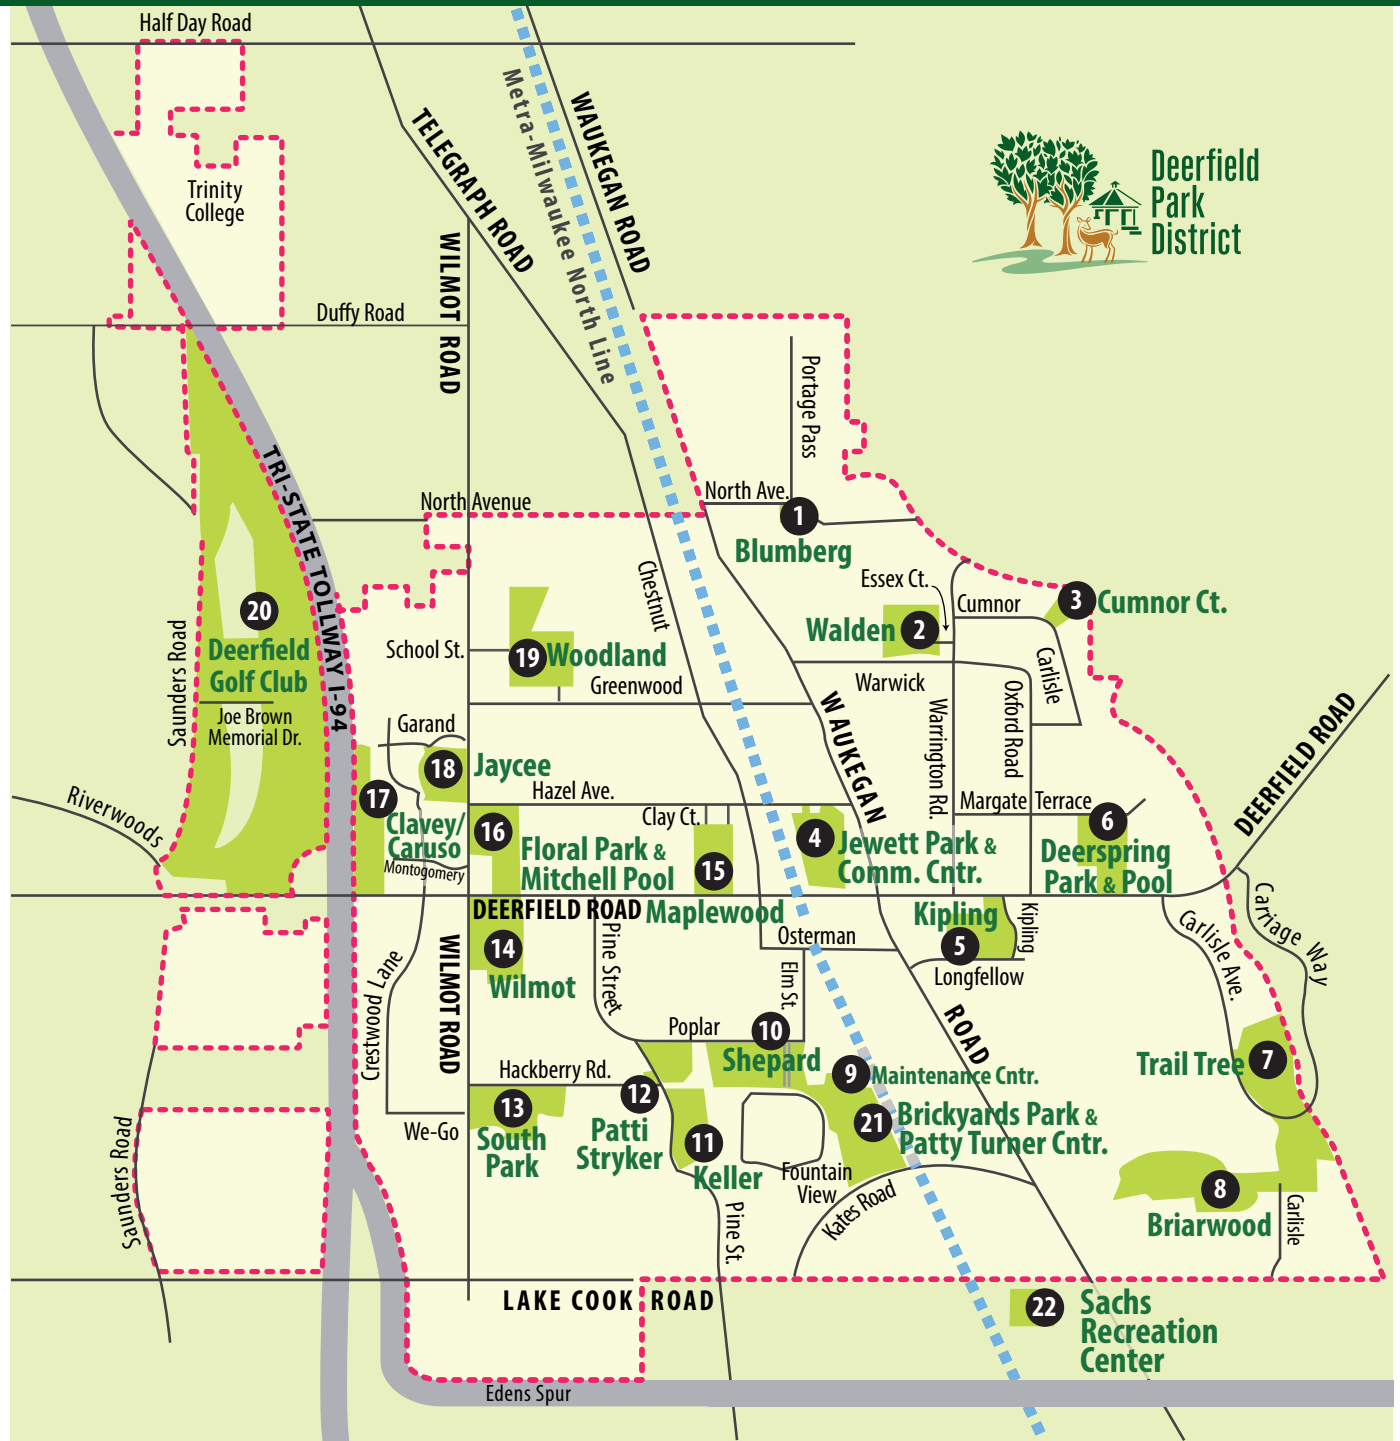 Half Day Road
Metra-Milwaukee North Line
WAUKEGAN ROAD
TELEGRAPH ROAD
Deerfield
Park
District
Trinity
College
WILMOT ROAD
Duffy Road
Portage Pass
TRI-STATE TOLLWAY I-94
North Avenue
North Ave.
1
Blumberg
Chestnut
Essex Ct.
Cumnor
3
Cumnor Ct.
20
Deerfield
Golf Club
Saunders Road
Joe Brown
Memorial Dr.
School St.
19
Woodland
Greenwood
Walden
2
Warwick
Carlisle
Oxford Road
Warrington Rd.
WAUKEGAN
Garand
18
Jaycee
Hazel Ave.
17
Clavey/
Caruso
Montogomery
Riverwoods
16
Floral Park &
Mitchell Pool
Clay Ct.
15
Maplewood
4
Jewett Park &
Comm. Cntr.
Margate Terrace
6
Deerspring
Park & Pool
DEERFIELD ROAD
DEERFIELD ROAD
Kipling
5
Kipling
Longfellow
Carlisle Ave.
Carriage Way
14
Wilmot
Pine Street
Osterman
Elm St.
Crestwood Lane
WILMOT ROAD
Poplar
10
Shepard
ROAD
9
Maintenance Cntr.
Trail Tree
7
Hackberry Rd.
12
Patti
Stryker
13
South
Park
We-Go
11
Keller
21
Brickyards Park &
Patty Turner Cntr.
Fountain
View
Kates Road
8
Briarwood
Carlisle
Saunders Road
Pine St.
LAKE COOK ROAD
22
Sachs
Recreation
Center
Edens Spur